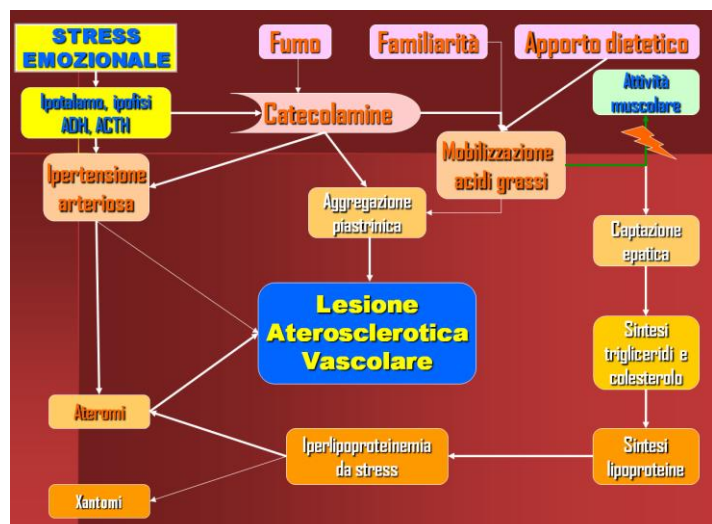 STRESS
EMOZIONALE
Fumo
Familiarità
Apporto dietetico
Attività
muscolare
Ipotalamo, ipofisi
ADH, ACTH
Catecolamine
Mobilizzazione
acidi grassi
Ipertensione
arteriosa
Aggregazione
piastrinica
Captazione
epatica
Lesione
Aterosclerotica
Vascolare
Sintesi
trigliceridi e
colesterolo
Ateromi
Iperlipoproteinemia
da stress
Sintesi
lipoproteine
Xantomi